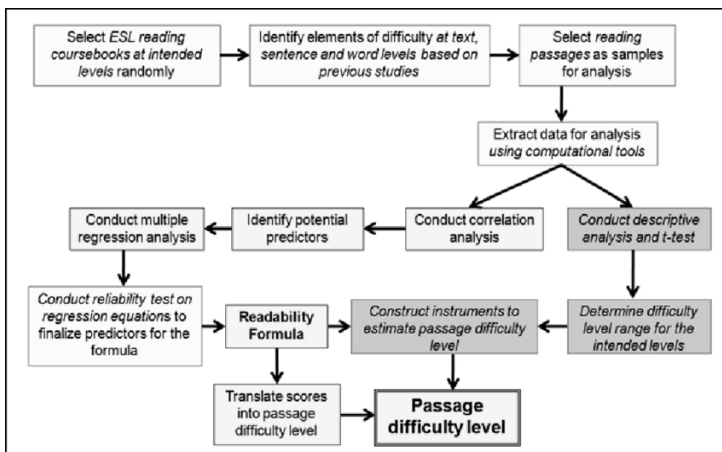 Select ESL reading
coursebooks at intended
levels randomly
Identify elements of difficulty at text,
sentence and word levels based on
previous studies
Select reading
passages as samples
for analysis
Extract data for analysis
using computational tools
Conduct multiple
regression analysis
Identify potential
predictors
Conduct correlation
analysis
Conduct descriptive
analysis and t-test
Conduct reliability test on
regression equations to
finalize predictors for the
formula
Readability
Formula
Construct instruments to
estimate passage difficulty
level
Determine difficulty
level range for the
intended levels
Translate scores
into passage
difficulty level
Passage
difficulty level